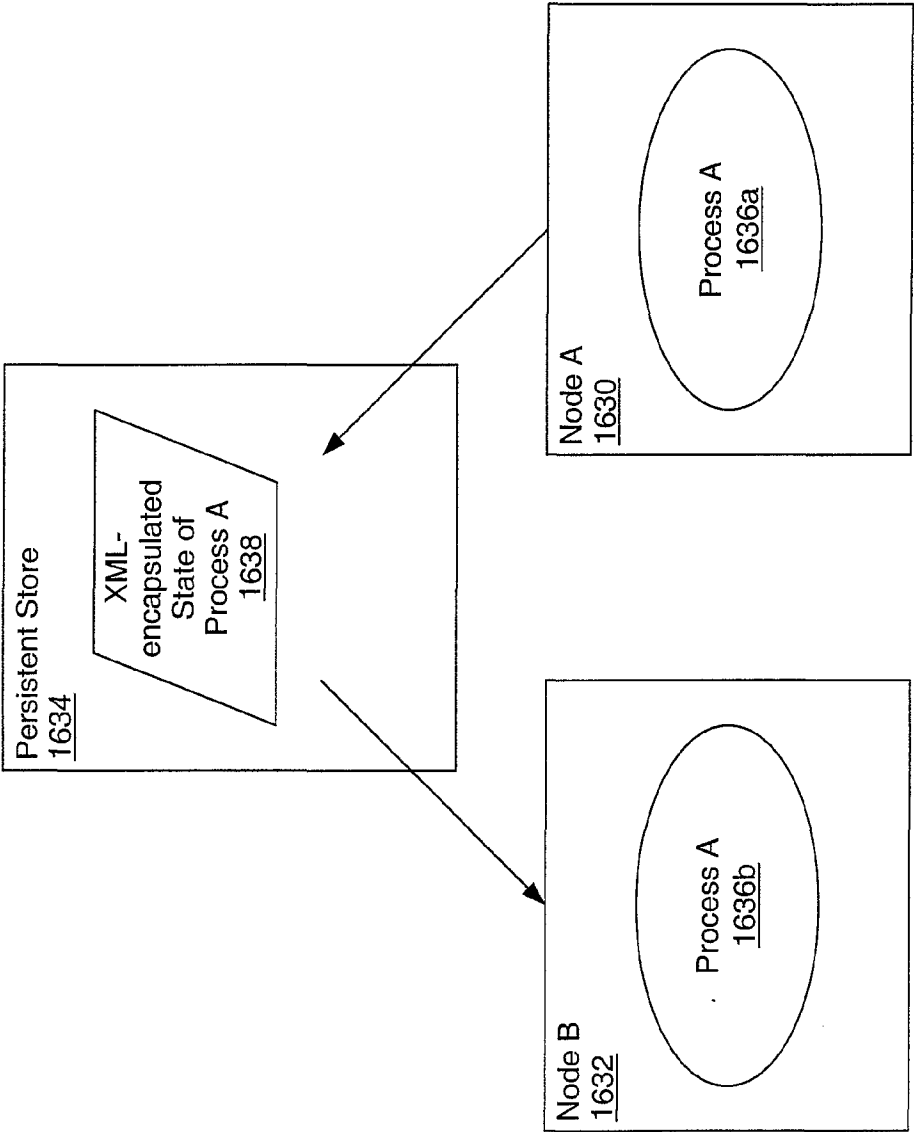 Persistent Store
1634
XML-
encapsulated
State of
Process A
1638
Node B
1632
Process A
1636b
Node A
1630
Process A
1636a